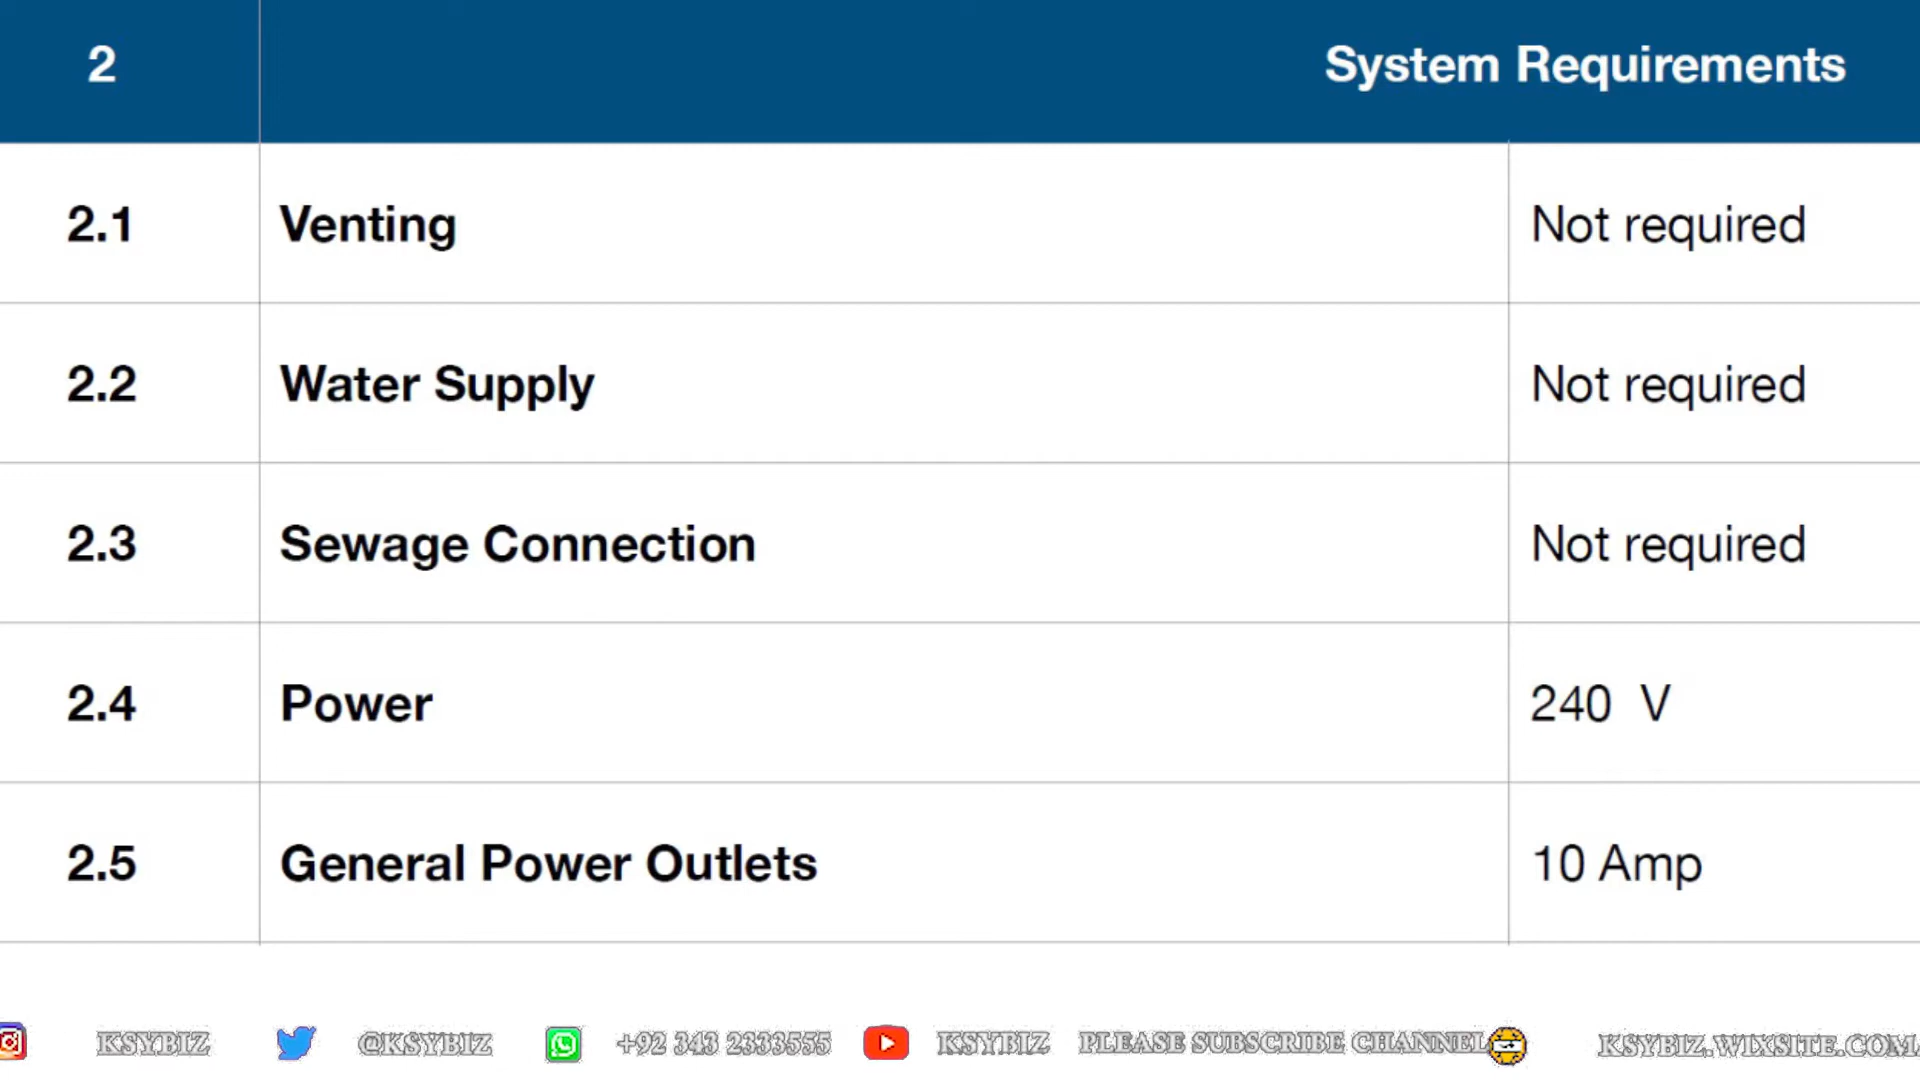 2 System Requirements
2.1 Venting Not required
2.2 Water Supply Not required
2.3 Sewage Connection Not required
2.4 Power 240 V
2.5 General Power Outlets 10 Amp
KSYBIZ @KSYBIZ +92 343 2333555 KSYBIZ PLEASE SUBSCRIBE CHANNEL KSYBIZ.WIXSITE.COM